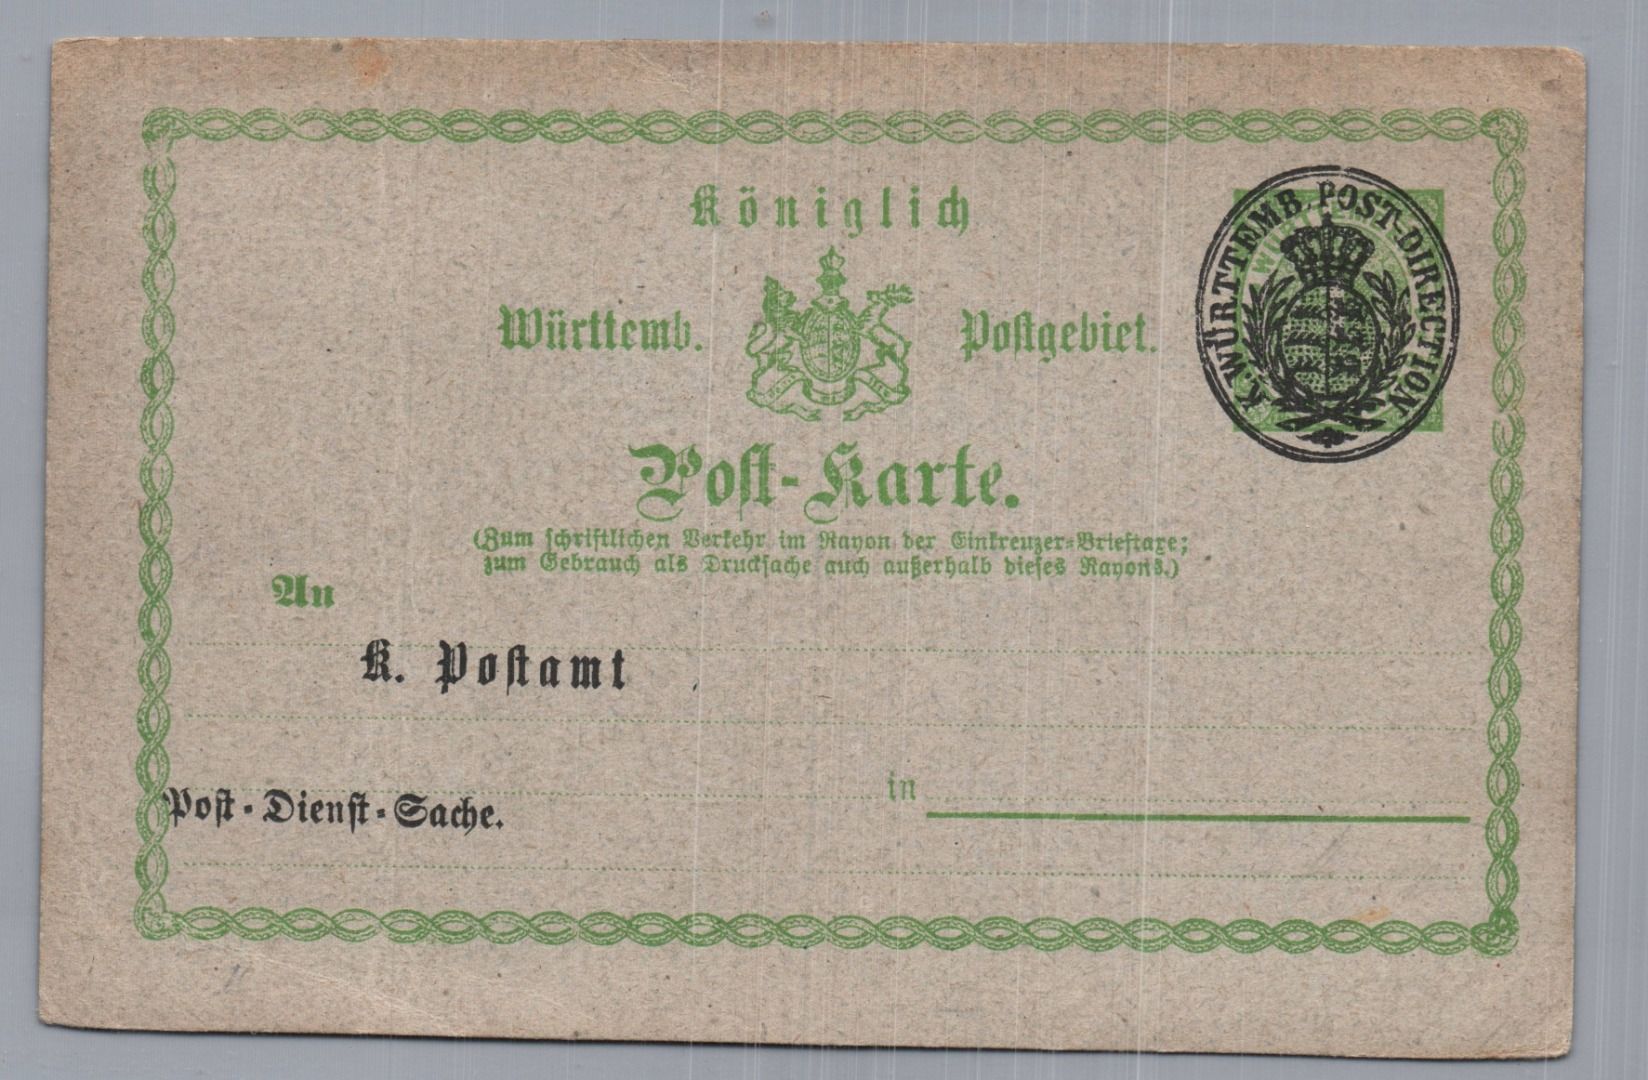 Königlich
Württemb. Postgebiet.
K. WÜRTTEMB. POST-DIRECTION
Post-Karte.
(Zum schriftlichen Verkehr im Rayon der Einkreuzer-Brieftaxe;
zum Gebrauch als Drucksache auch außerhalb dieses Rayons.)
An
K. Postamt
in
Post-Dienst-Sache.